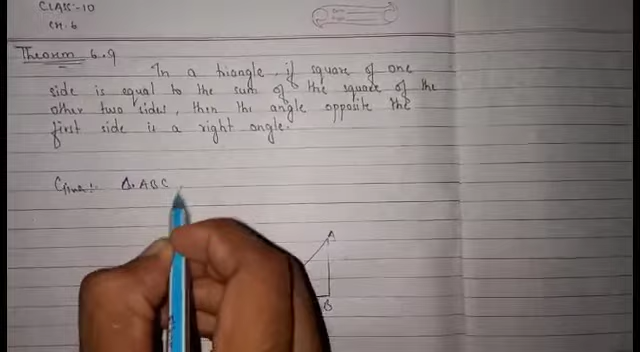 CLASS:-10
CH. 6
Theorem 6.9
In a triangle, if square of one
side is equal to the sum of the square of the
other two sides, then the angle opposite the
first side is a right angle.
Given:- Δ ABC
A
B